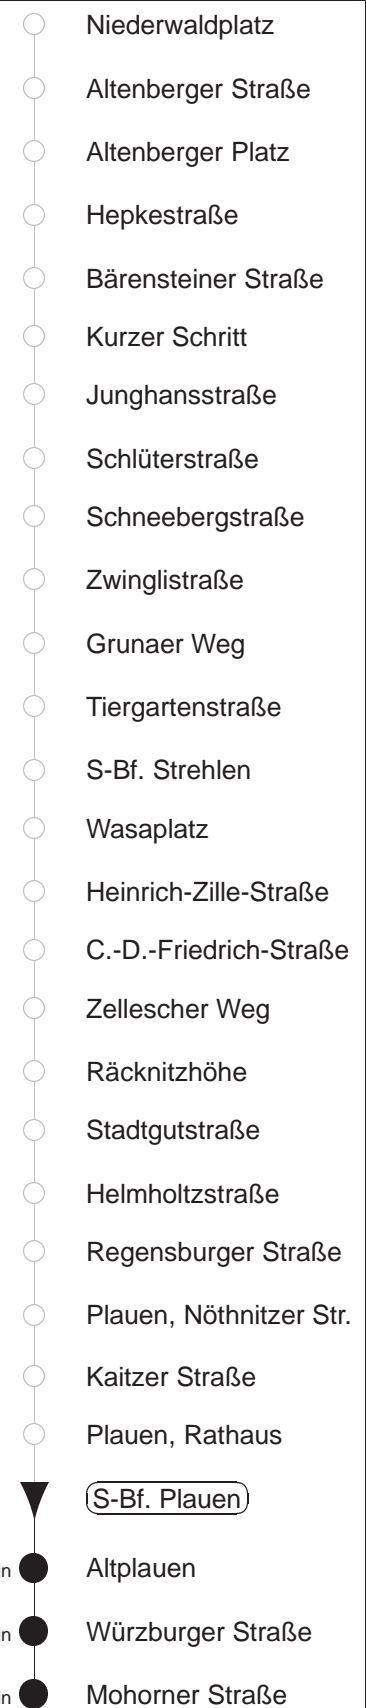 Niederwaldplatz
Altenberger Straße
Altenberger Platz
Hepkestraße
Bärensteiner Straße
Kurzer Schritt
Junghansstraße
Schlüterstraße
Schneebergstraße
Zwinglistraße
Grunaer Weg
Tiergartenstraße
S-Bf. Strehlen
Wasaplatz
Heinrich-Zille-Straße
C.-D.-Friedrich-Straße
Zellescher Weg
Räcknitzhöhe
Stadtgutstraße
Helmholtzstraße
Regensburger Straße
Plauen, Nöthnitzer Str.
Kaitzer Straße
Plauen, Rathaus
S-Bf. Plauen
Altplauen
Würzburger Straße
Mohorner Straße